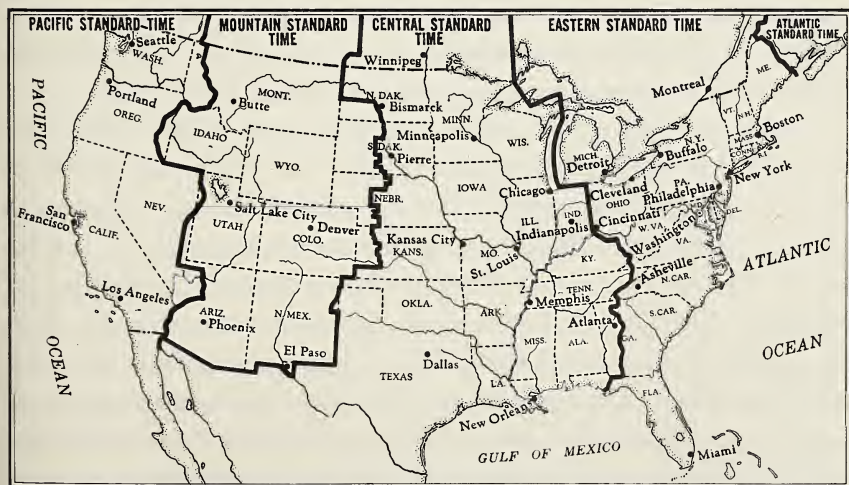 PACIFIC STANDARD TIME
MOUNTAIN STANDARD
TIME
CENTRAL STANDARD
TIME
EASTERN STANDARD TIME
ATLANTIC
STANDARD TIME
Seattle
WASH.
Winnipeg
ME.
Montreal
PACIFIC
Portland
OREG.
Butte
MONT.
N. DAK.
Bismarck
MINN.
Minneapolis
VT.
N.H.
Boston
MASS.
CONN.
R.I.
IDAHO
WYO.
S. DAK.
Pierre
WIS.
MICH.
Detroit
N.Y.
Buffalo
New York
NEV.
Salt Lake City
UTAH
NEBR.
IOWA
Chicago
Cleveland
OHIO
PA.
Philadelphia
N.J.
San
Francisco
CALIF.
Denver
COLO.
Kansas City
KANS.
MO.
St. Louis
ILL.
IND.
Indianapolis
Cincinnati
W. VA.
Washington
MD.
DEL.
VA.
KY.
ATLANTIC
Los Angeles
ARIZ.
Phoenix
N. MEX.
OKLA.
ARK.
TENN.
Memphis
Asheville
N. CAR.
S. CAR.
OCEAN
El Paso
Dallas
TEXAS
LA.
MISS.
ALA.
Atlanta
GA.
OCEAN
New Orleans
FLA.
GULF OF MEXICO
Miami